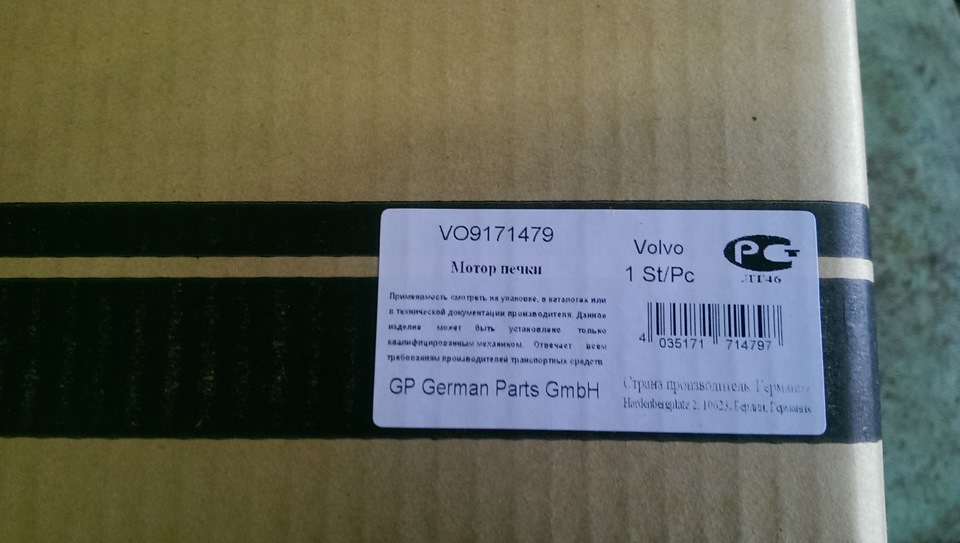 VO9171479
Мотор печки
Применяемость смотреть на упаковке, в каталогах или
в технической документации производителя. Данное
изделие может быть установлено только
квалифицированным механиком. Отвечает всем
требованиям производителей транспортных средств.
GP German Parts GmbH
Volvo
1 St/Pc
РСТ
ЛТ46
4 035171 714797
Страна производитель Германия
Hardenbergplatz 2, 10623, Берлин, Германия